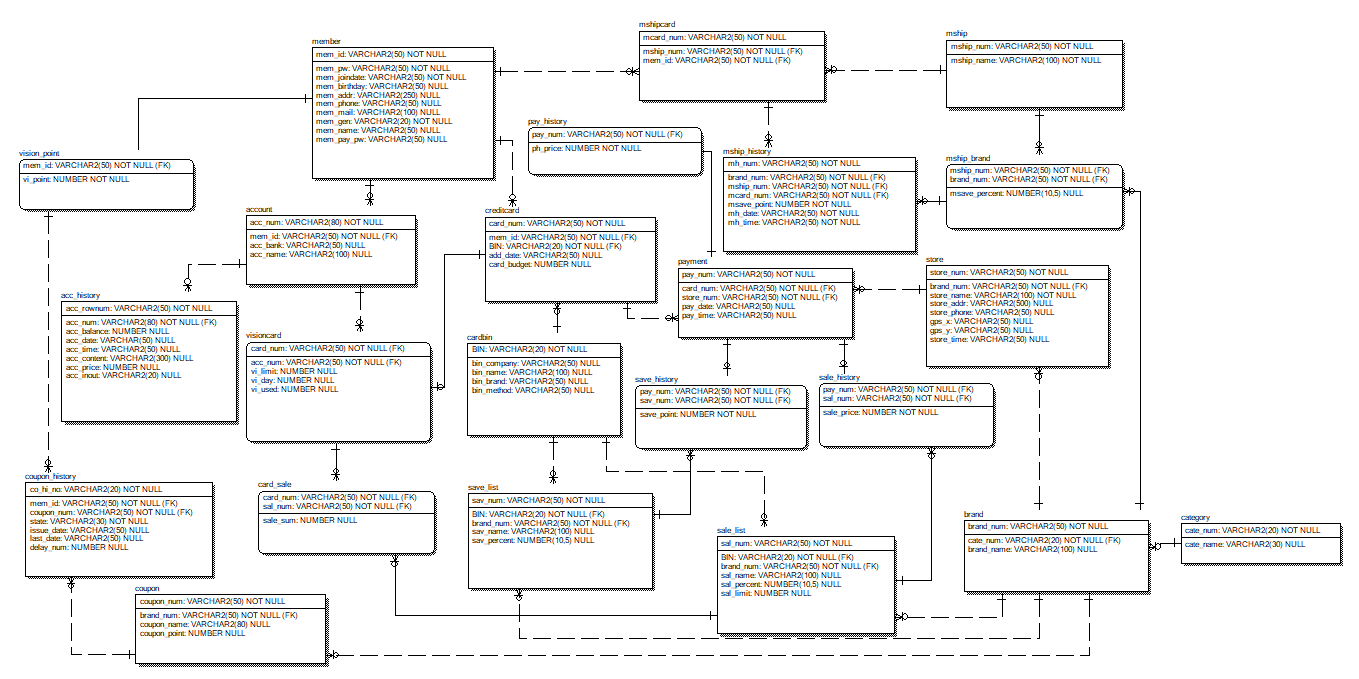 mshipcard
mcard_num: VARCHAR2(50) NOT NULL
mship_num: VARCHAR2(50) NOT NULL (FK)
mem_id: VARCHAR2(50) NOT NULL (FK)
mship
mship_num: VARCHAR2(50) NOT NULL
mship_name: VARCHAR2(100) NOT NULL
member
mem_id: VARCHAR2(50) NOT NULL
mem_pw: VARCHAR2(50) NOT NULL
mem_joindate: VARCHAR2(50) NOT NULL
mem_birthday: VARCHAR2(50) NULL
mem_addr: VARCHAR2(250) NULL
mem_phone: VARCHAR2(50) NULL
mem_mail: VARCHAR2(100) NULL
mem_gen: VARCHAR2(20) NOT NULL
mem_name: VARCHAR2(50) NULL
mem_pay_pw: VARCHAR2(50) NULL
pay_history
pay_num: VARCHAR2(50) NOT NULL (FK)
ph_price: NUMBER NOT NULL
vision_point
mem_id: VARCHAR2(50) NOT NULL (FK)
vi_point: NUMBER NOT NULL
mship_history
mh_num: VARCHAR2(50) NOT NULL
brand_num: VARCHAR2(50) NOT NULL (FK)
mship_num: VARCHAR2(50) NOT NULL (FK)
mcard_num: VARCHAR2(50) NOT NULL (FK)
msave_point: NUMBER NOT NULL
mh_date: VARCHAR2(50) NOT NULL
mh_time: VARCHAR2(50) NOT NULL
mship_brand
mship_num: VARCHAR2(50) NOT NULL (FK)
brand_num: VARCHAR2(50) NOT NULL (FK)
msave_percent: NUMBER(10,5) NULL
account
acc_num: VARCHAR2(80) NOT NULL
mem_id: VARCHAR2(50) NOT NULL (FK)
acc_bank: VARCHAR2(50) NULL
acc_name: VARCHAR2(100) NULL
creditcard
card_num: VARCHAR2(50) NOT NULL
mem_id: VARCHAR2(50) NULL (FK)
BIN: VARCHAR2(20) NOT NULL (FK)
add_date: VARCHAR2(50) NULL
card_budget: NUMBER NULL
payment
pay_num: VARCHAR2(50) NOT NULL
card_num: VARCHAR2(50) NOT NULL (FK)
store_num: VARCHAR2(50) NOT NULL (FK)
pay_date: VARCHAR2(50) NULL
pay_time: VARCHAR2(50) NULL
store
store_num: VARCHAR2(50) NOT NULL
brand_num: VARCHAR2(50) NULL (FK)
store_name: VARCHAR2(100) NOT NULL
store_addr: VARCHAR2(500) NOT NULL
store_phone: VARCHAR2(50) NULL
gps_x: VARCHAR2(50) NULL
gps_y: VARCHAR2(50) NULL
store_time: VARCHAR2(50) NULL
acc_history
acc_rownum: VARCHAR2(50) NOT NULL
acc_num: VARCHAR2(80) NOT NULL (FK)
acc_balance: NUMBER NULL
acc_date: VARCHAR(50) NULL
acc_time: VARCHAR2(50) NULL
acc_content: VARCHAR2(300) NULL
acc_price: NUMBER NULL
acc_inout: VARCHAR2(20) NULL
visioncard
card_num: VARCHAR2(50) NOT NULL (FK)
acc_num: VARCHAR2(50) NOT NULL (FK)
vi_limit: NUMBER NULL
vi_day: NUMBER NULL
vi_used: NUMBER NULL
cardbin
BIN: VARCHAR2(20) NOT NULL
bin_company: VARCHAR2(50) NULL
bin_name: VARCHAR2(100) NULL
bin_brand: VARCHAR2(50) NULL
bin_method: VARCHAR2(50) NULL
save_history
pay_num: VARCHAR2(50) NOT NULL (FK)
sav_num: VARCHAR2(50) NOT NULL (FK)
save_point: NUMBER NOT NULL
sale_history
pay_num: VARCHAR2(50) NOT NULL (FK)
sal_num: VARCHAR2(50) NOT NULL (FK)
sale_price: NUMBER NOT NULL
coupon_history
co_hi_no: VARCHAR2(20) NOT NULL
mem_id: VARCHAR2(50) NOT NULL (FK)
coupon_num: VARCHAR2(50) NOT NULL (FK)
state: VARCHAR2(30) NOT NULL
issue_date: VARCHAR2(50) NULL
last_date: VARCHAR2(50) NULL
delay_num: NUMBER NULL
card_sale
card_num: VARCHAR2(50) NOT NULL (FK)
sal_num: VARCHAR2(50) NOT NULL (FK)
sale_sum: NUMBER NULL
save_list
sav_num: VARCHAR2(50) NOT NULL
BIN: VARCHAR2(20) NOT NULL (FK)
brand_num: VARCHAR2(50) NOT NULL (FK)
sav_name: VARCHAR2(100) NULL
sav_percent: NUMBER(10,5) NULL
sale_list
sal_num: VARCHAR2(50) NOT NULL
BIN: VARCHAR2(20) NOT NULL (FK)
brand_num: VARCHAR2(50) NOT NULL (FK)
sal_name: VARCHAR2(100) NULL
sal_percent: NUMBER(10,5) NULL
sal_limit: NUMBER NULL
brand
brand_num: VARCHAR2(50) NOT NULL
cate_num: VARCHAR2(20) NULL (FK)
brand_name: VARCHAR2(100) NULL
category
cate_num: VARCHAR2(20) NOT NULL
cate_name: VARCHAR2(30) NULL
coupon
coupon_num: VARCHAR2(50) NOT NULL
brand_num: VARCHAR2(50) NOT NULL (FK)
coupon_name: VARCHAR2(80) NULL
coupon_point: NUMBER NULL